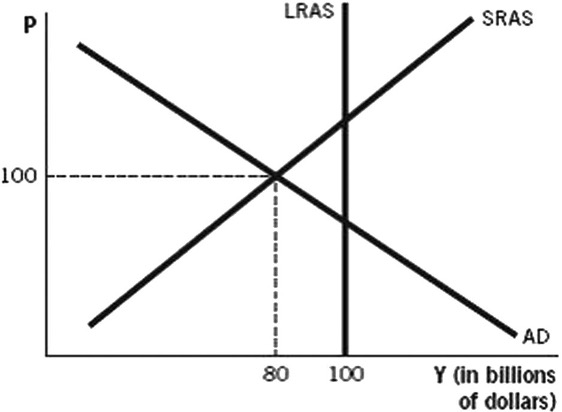 LRAS
SRAS
P
100
AD
80
100
Y (in billions
of dollars)